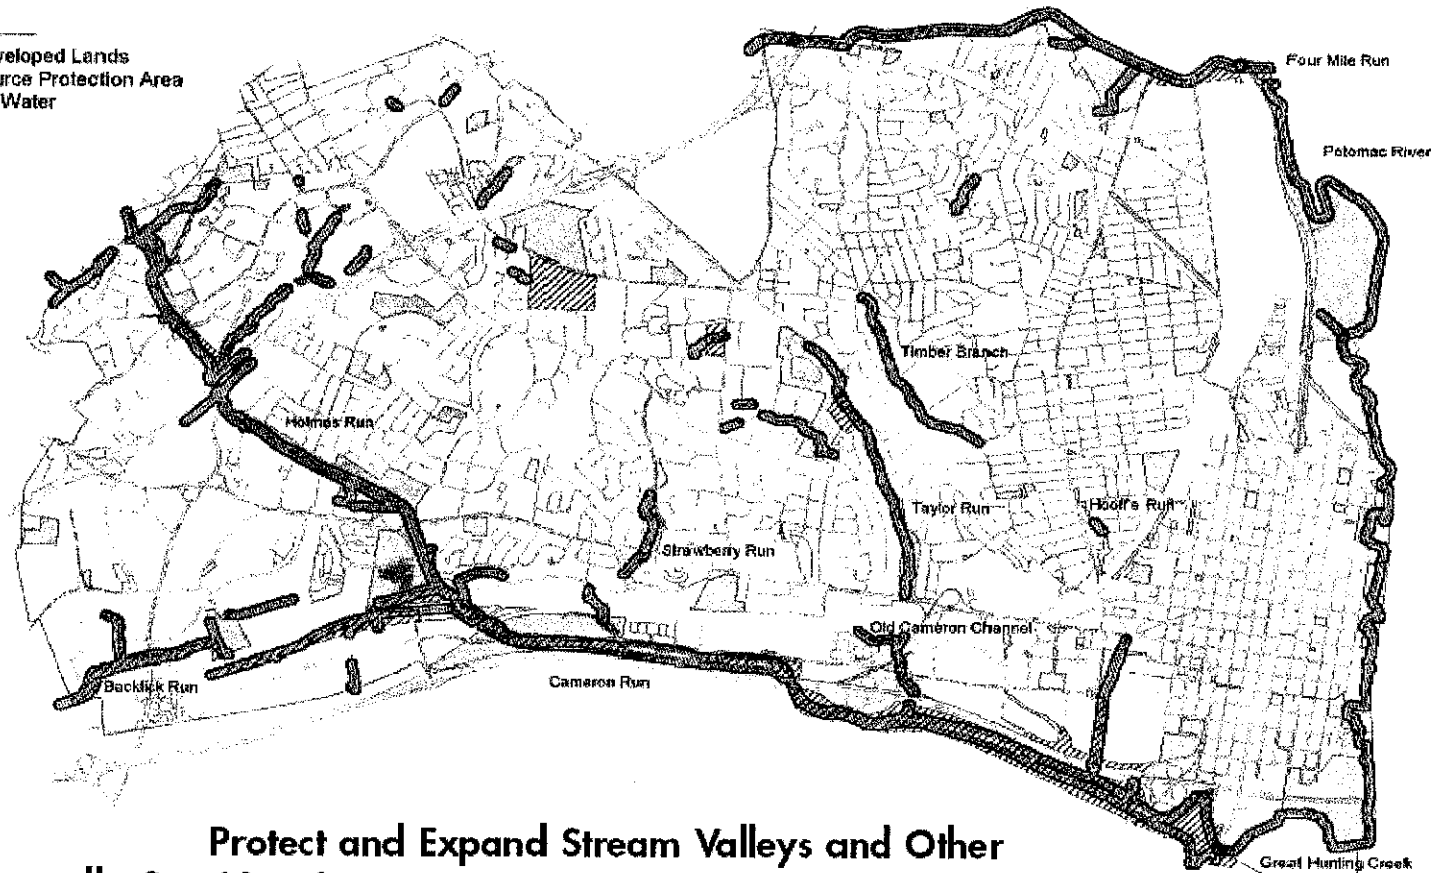 veloped Lands
urce Protection Area
Water
Four Mile Run
Potomac River
Timber Branch
Holmes Run
Taylor Run
Hooff's Run
Strawberry Run
Old Cameron Channel
Backlick Run
Cameron Run
Protect and Expand Stream Valleys and Other
Great Hunting Creek